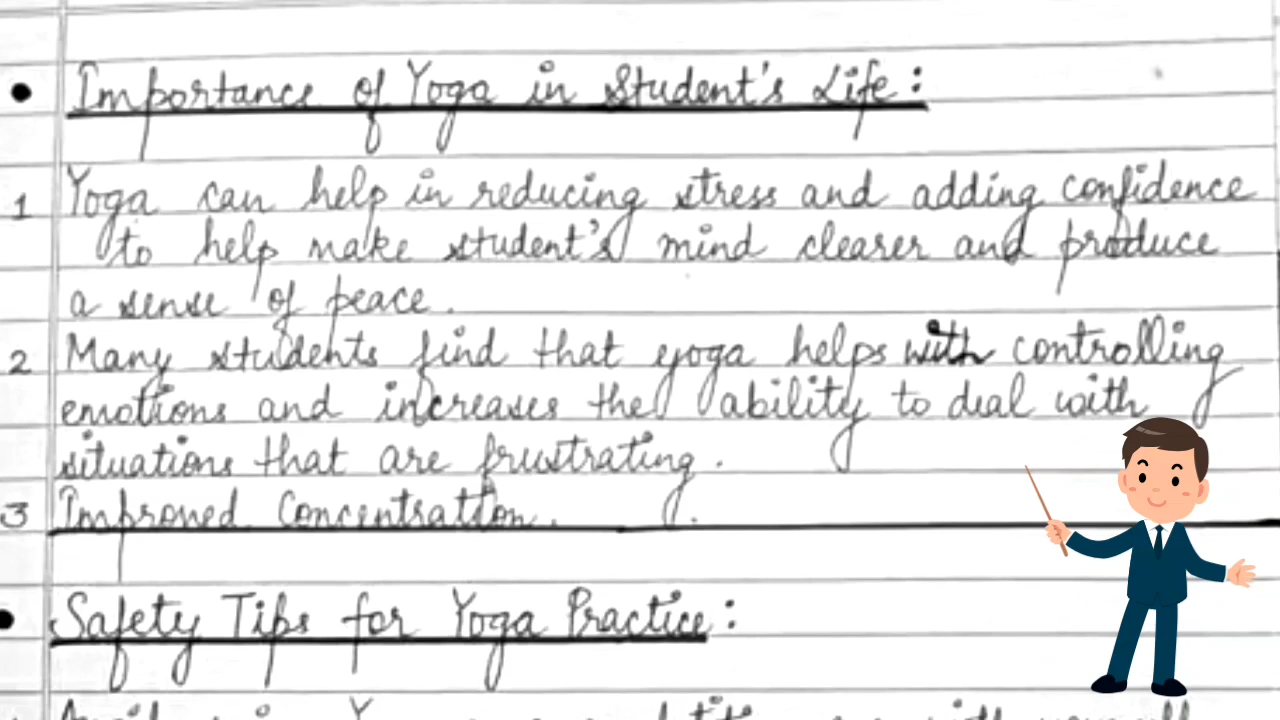 • Importance of Yoga in Student's Life :
1 Yoga can help in reducing stress and adding confidence
to help make student's mind clearer and produce
a sense of peace.
2 Many students find that yoga helps with controlling
emotions and increases the ability to deal with
situations that are frustrating.
3 Improved Concentration.
• Safety Tips for Yoga Practice :